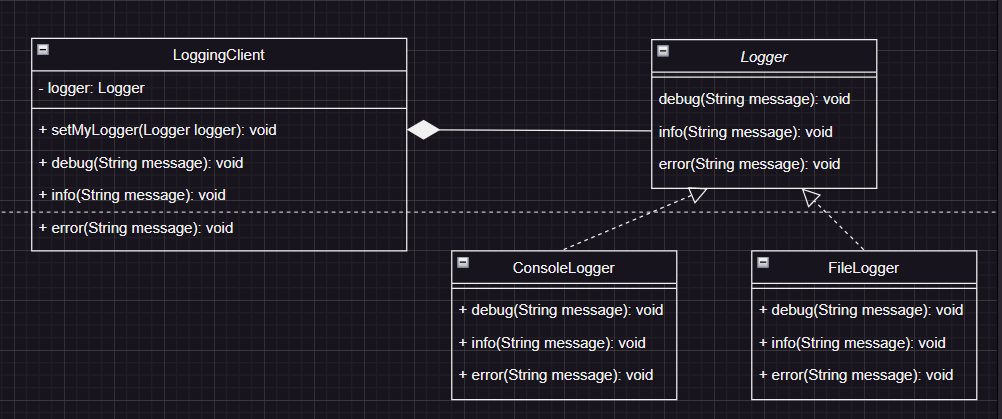 LoggingClient
- logger: Logger
+ setMyLogger(Logger logger): void
+ debug(String message): void
+ info(String message): void
+ error(String message): void
Logger
debug(String message): void
info(String message): void
error(String message): void
ConsoleLogger
+ debug(String message): void
+ info(String message): void
+ error(String message): void
FileLogger
+ debug(String message): void
+ info(String message): void
+ error(String message): void